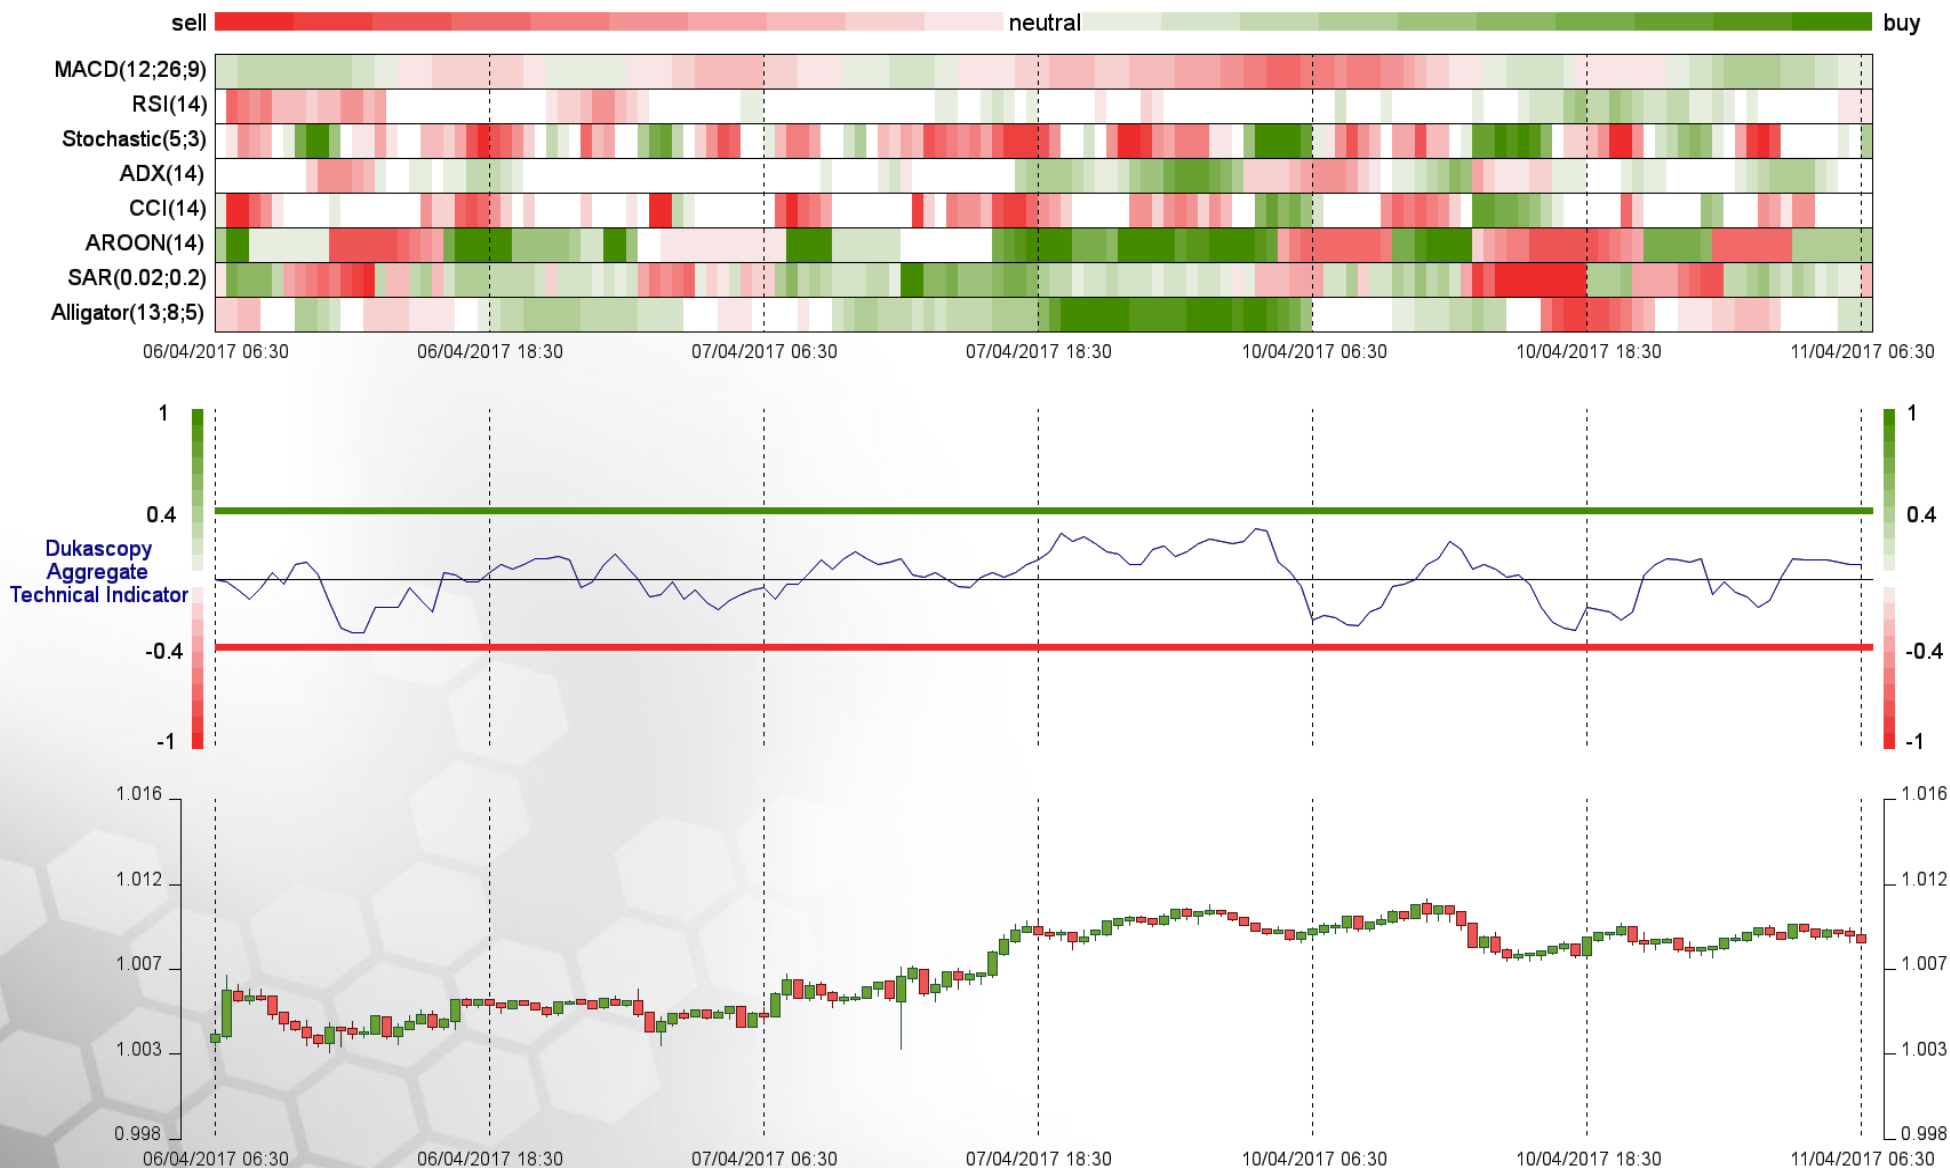 sell neutral buy
MACD(12;26;9)
RSI(14)
Stochastic(5;3)
ADX(14)
CCI(14)
AROON(14)
SAR(0.02;0.2)
Alligator(13;8;5)
06/04/2017 06:30 06/04/2017 18:30 07/04/2017 06:30 07/04/2017 18:30 10/04/2017 06:30 10/04/2017 18:30 11/04/2017 06:30
1 1
0.4 0.4
Dukascopy
Aggregate
Technical Indicator
-0.4 -0.4
-1 -1
1.016 1.016
1.012 1.012
1.007 1.007
1.003 1.003
0.998 0.998
06/04/2017 06:30 06/04/2017 18:30 07/04/2017 06:30 07/04/2017 18:30 10/04/2017 06:30 10/04/2017 18:30 11/04/2017 06:30